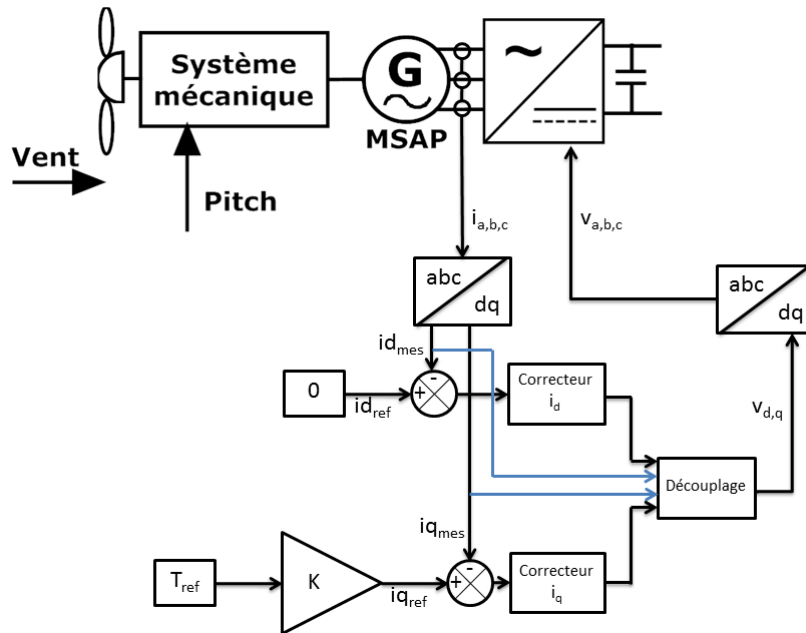 Système
mécanique
G
~
MSAP
Vent
Pitch
i a,b,c
v a,b,c
abc
dq
abc
dq
id mes
-
0
+
id ref
Correcteur
i d
v d,q
Découplage
iq mes
-
T ref
K
iq ref
+
Correcteur
i q